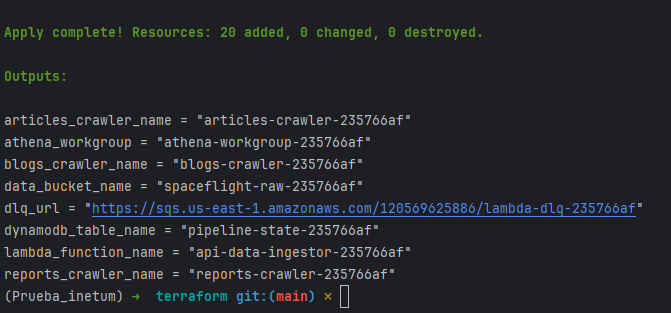 Apply complete! Resources: 20 added, 0 changed, 0 destroyed.
Outputs:
articles_crawler_name = "articles-crawler-235766af"
athena_workgroup = "athena-workgroup-235766af"
blogs_crawler_name = "blogs-crawler-235766af"
data_bucket_name = "spaceflight-raw-235766af"
dlq_url = "https://sqs.us-east-1.amazonaws.com/120569625886/lambda-dlq-235766af"
dynamodb_table_name = "pipeline-state-235766af"
lambda_function_name = "api-data-ingestor-235766af"
reports_crawler_name = "reports-crawler-235766af"
(Prueba_inetum) → terraform git:(main) ×